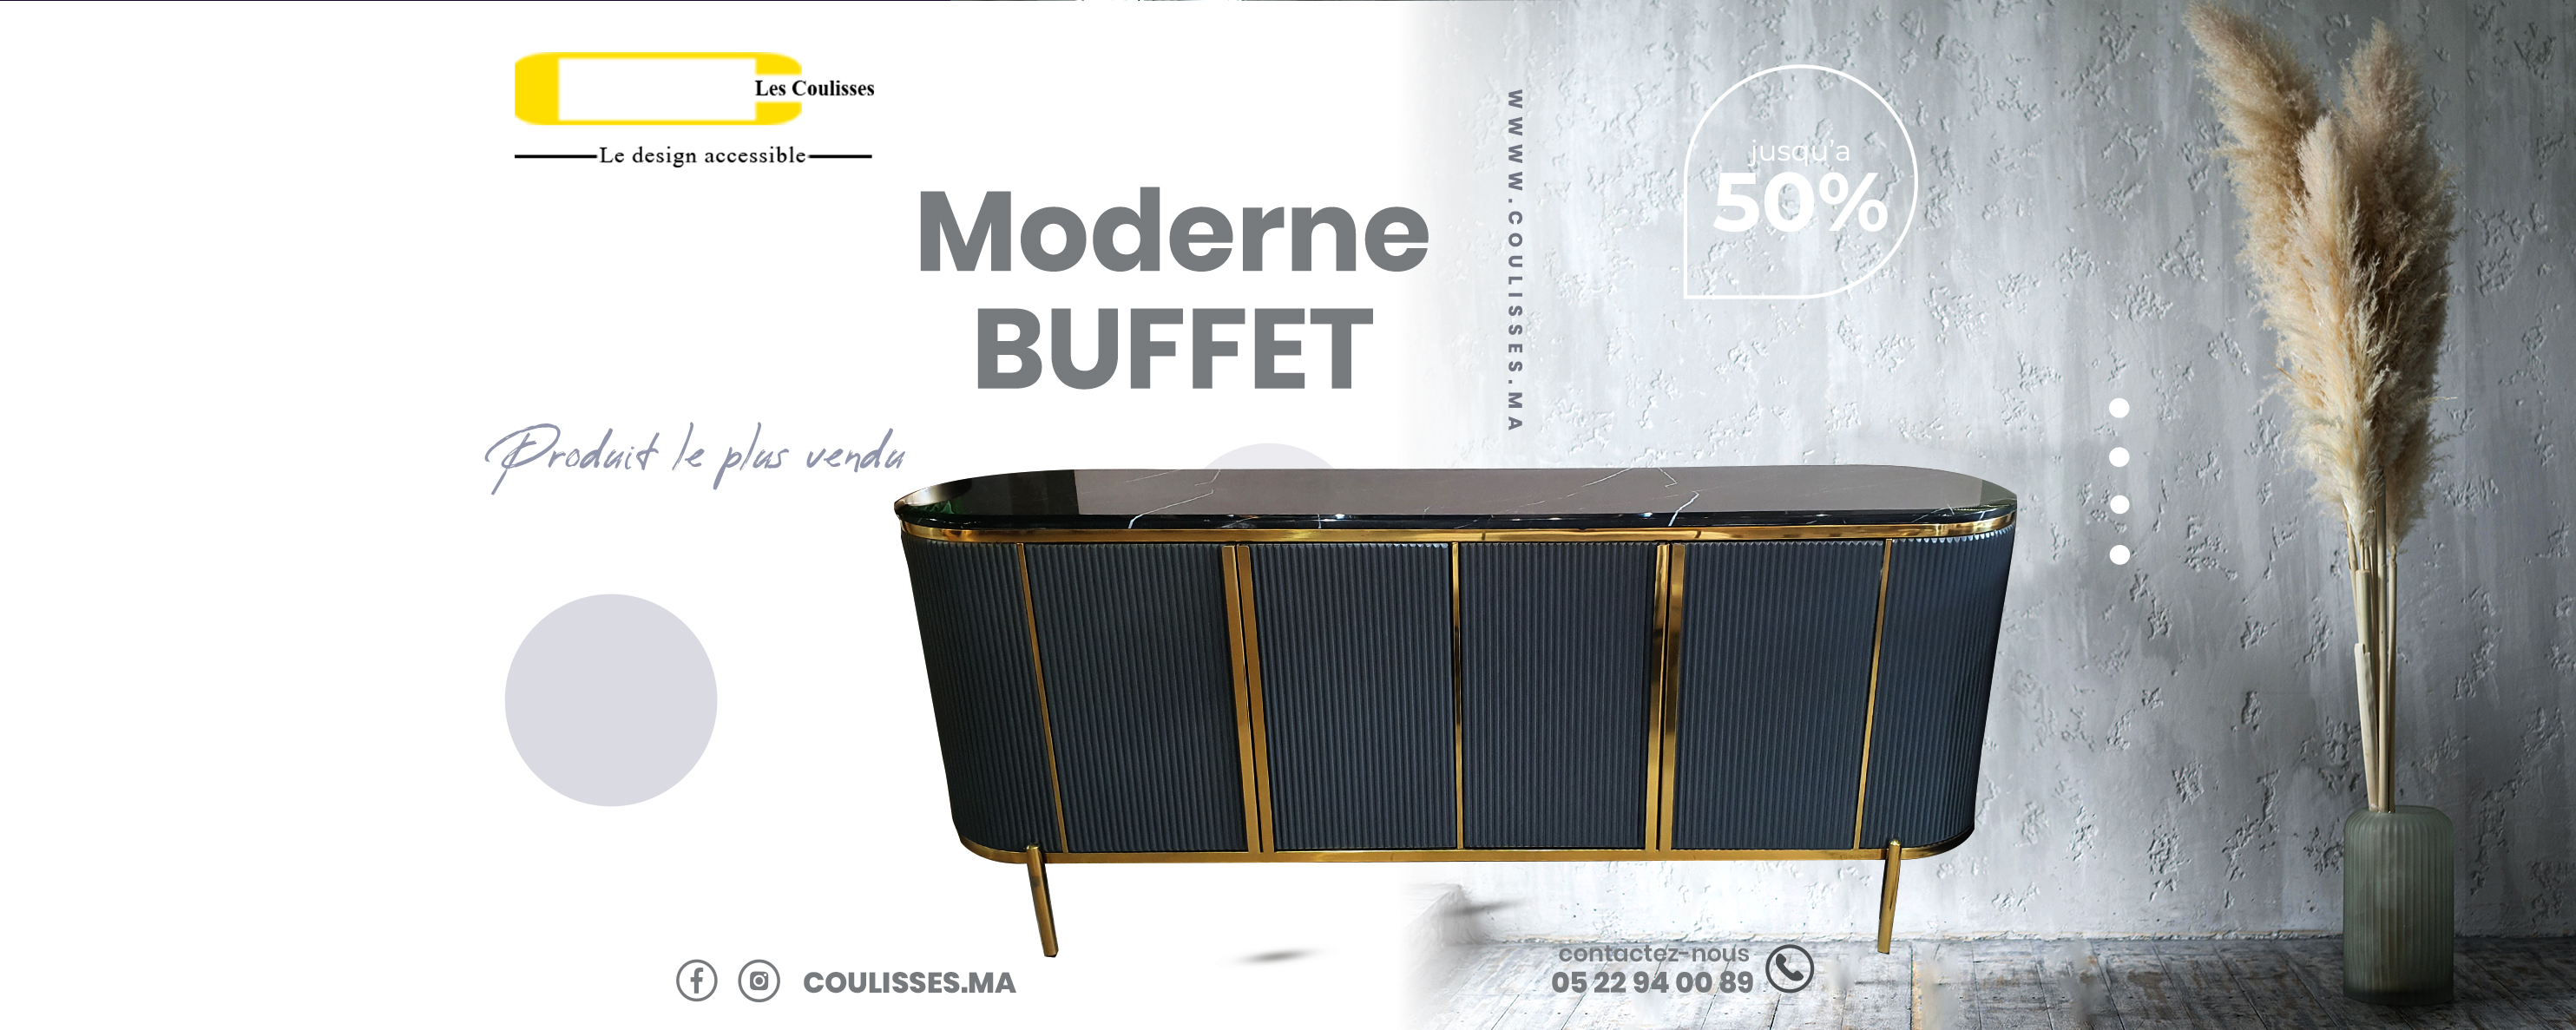 Les Coulisses
Le design accessible
Moderne
BUFFET
WWWW.COULISSES.MA
jusqu'a
50%
Produit le plus vendu
COULISSES.MA
contactez-nous
05 22 94 00 89